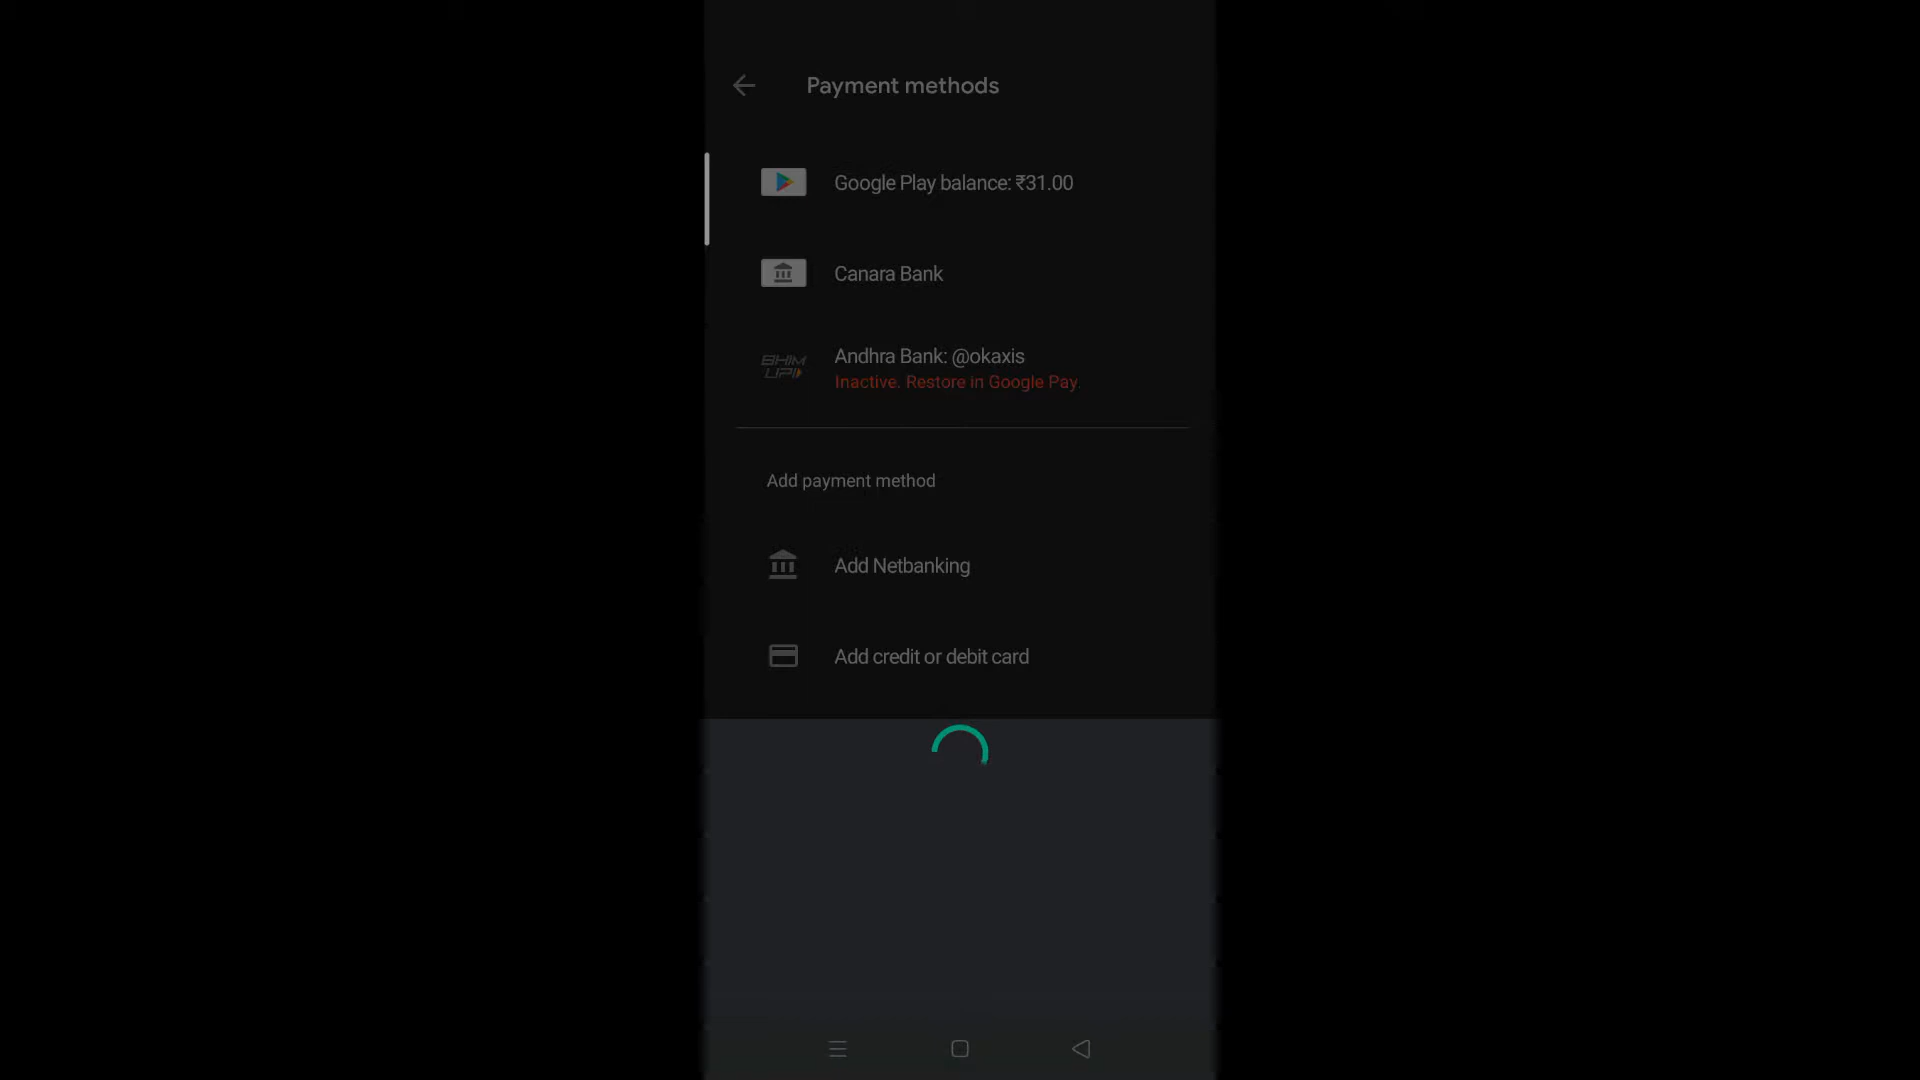 Payment methods
Google Play balance: ₹31.00
Canara Bank
BHIM
UPI
Andhra Bank: @okaxis
Inactive. Restore in Google Pay.
Add payment method
Add Netbanking
Add credit or debit card